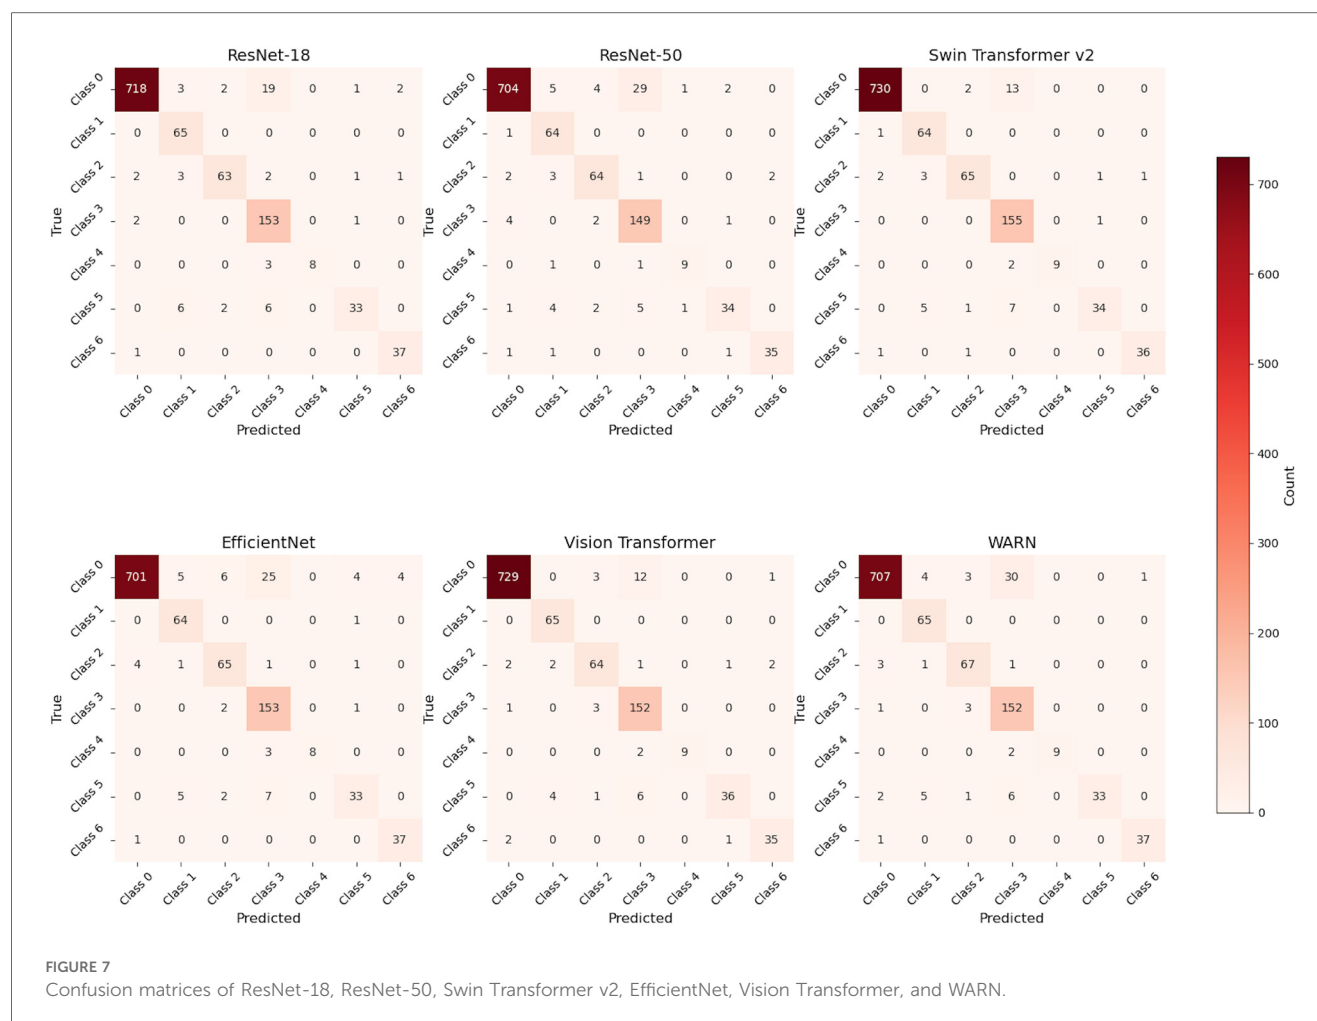 ResNet-18
Class 0 718 3 2 19 0 1 2
Class 1 0 65 0 0 0 0 0
Class 2 2 3 63 2 0 1 1
Class 3 2 0 0 153 0 1 0
Class 4 0 0 0 3 8 0 0
Class 5 0 6 2 6 0 33 0
Class 6 1 0 0 0 0 0 37
Class 0 Class 1 Class 2 Class 3 Class 4 Class 5 Class 6
Predicted
True
ResNet-50
704 5 4 29 1 2 0
Class 0
1 64 0 0 0 0 0
Class 1
2 3 64 1 0 0 2
Class 2
4 0 2 149 0 1 0
Class 3
0 1 0 1 9 0 0
Class 4
1 4 2 5 1 34 0
Class 5
1 1 0 0 0 1 35
Class 6
Class 0 Class 1 Class 2 Class 3 Class 4 Class 5 Class 6
Predicted
True
Swin Transformer v2
Class 0 730 0 2 13 0 0 0
Class 1 1 64 0 0 0 0 0
Class 2 2 3 65 0 0 1 1
Class 3 0 0 0 155 0 1 0
Class 4 0 0 0 2 9 0 0
Class 5 0 5 1 7 0 34 0
Class 6 1 0 1 0 0 0 36
Class 0 Class 1 Class 2 Class 3 Class 4 Class 5 Class 6
Predicted
True
EfficientNet
Class 0 701 5 6 25 0 4 4
Class 1 0 64 0 0 0 1 0
Class 2 4 1 65 1 0 1 0
Class 3 0 0 2 153 0 1 0
Class 4 0 0 0 3 8 0 0
Class 5 0 5 2 7 0 33 0
Class 6 1 0 0 0 0 0 37
Class 0 Class 1 Class 2 Class 3 Class 4 Class 5 Class 6
Predicted
True
Vision Transformer
Class 0 729 0 3 12 0 0 1
Class 1 0 65 0 0 0 0 0
Class 2 2 2 64 1 0 1 2
Class 3 1 0 3 152 0 0 0
Class 4 0 0 0 2 9 0 0
Class 5 0 4 1 6 0 36 0
Class 6 2 0 0 0 0 1 35
Class 0 Class 1 Class 2 Class 3 Class 4 Class 5 Class 6
Predicted
True
WARN
Class 0 707 4 3 30 0 0 1
Class 1 0 65 0 0 0 0 0
Class 2 3 1 67 1 0 0 0
Class 3 1 0 3 152 0 0 0
Class 4 0 0 0 2 9 0 0
Class 5 2 5 1 6 0 33 0
Class 6 1 0 0 0 0 0 37
Class 0 Class 1 Class 2 Class 3 Class 4 Class 5 Class 6
Predicted
True
700
600
500
400
300
200
100
0
Count
FIGURE 7
Confusion matrices of ResNet-18, ResNet-50, Swin Transformer v2, EfficientNet, Vision Transformer, and WARN.